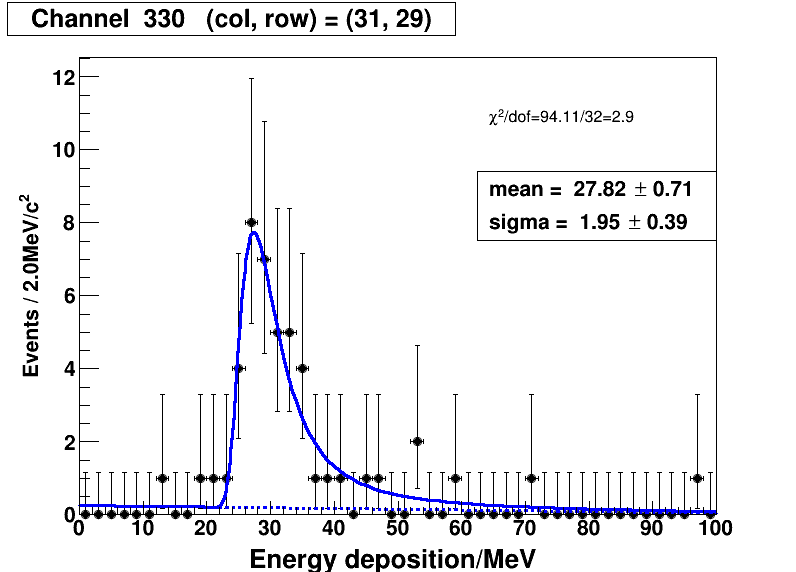 Channel 330 (col, row) = (31, 29)
χ²/dof=94.11/32=2.9
mean = 27.82 ± 0.71
sigma = 1.95 ± 0.39
Events / 2.0MeV/c²
12
10
8
6
4
2
0
0 10 20 30 40 50 60 70 80 90 100
Energy deposition/MeV